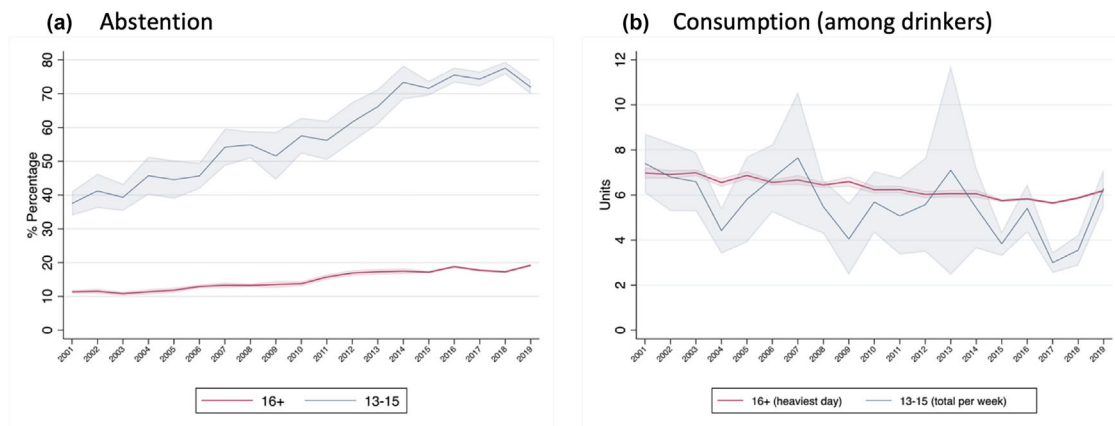 (a) Abstention
% Percentage
80
70
60
50
40
30
20
10
0
2001 2002 2003 2004 2005 2006 2007 2008 2009 2010 2011 2012 2013 2014 2015 2016 2017 2018 2019
16+ 13-15
(b) Consumption (among drinkers)
Units
12
10
8
6
4
2
0
2001 2002 2003 2004 2005 2006 2007 2008 2009 2010 2011 2012 2013 2014 2015 2016 2017 2018 2019
16+ (heaviest day) 13-15 (total per week)